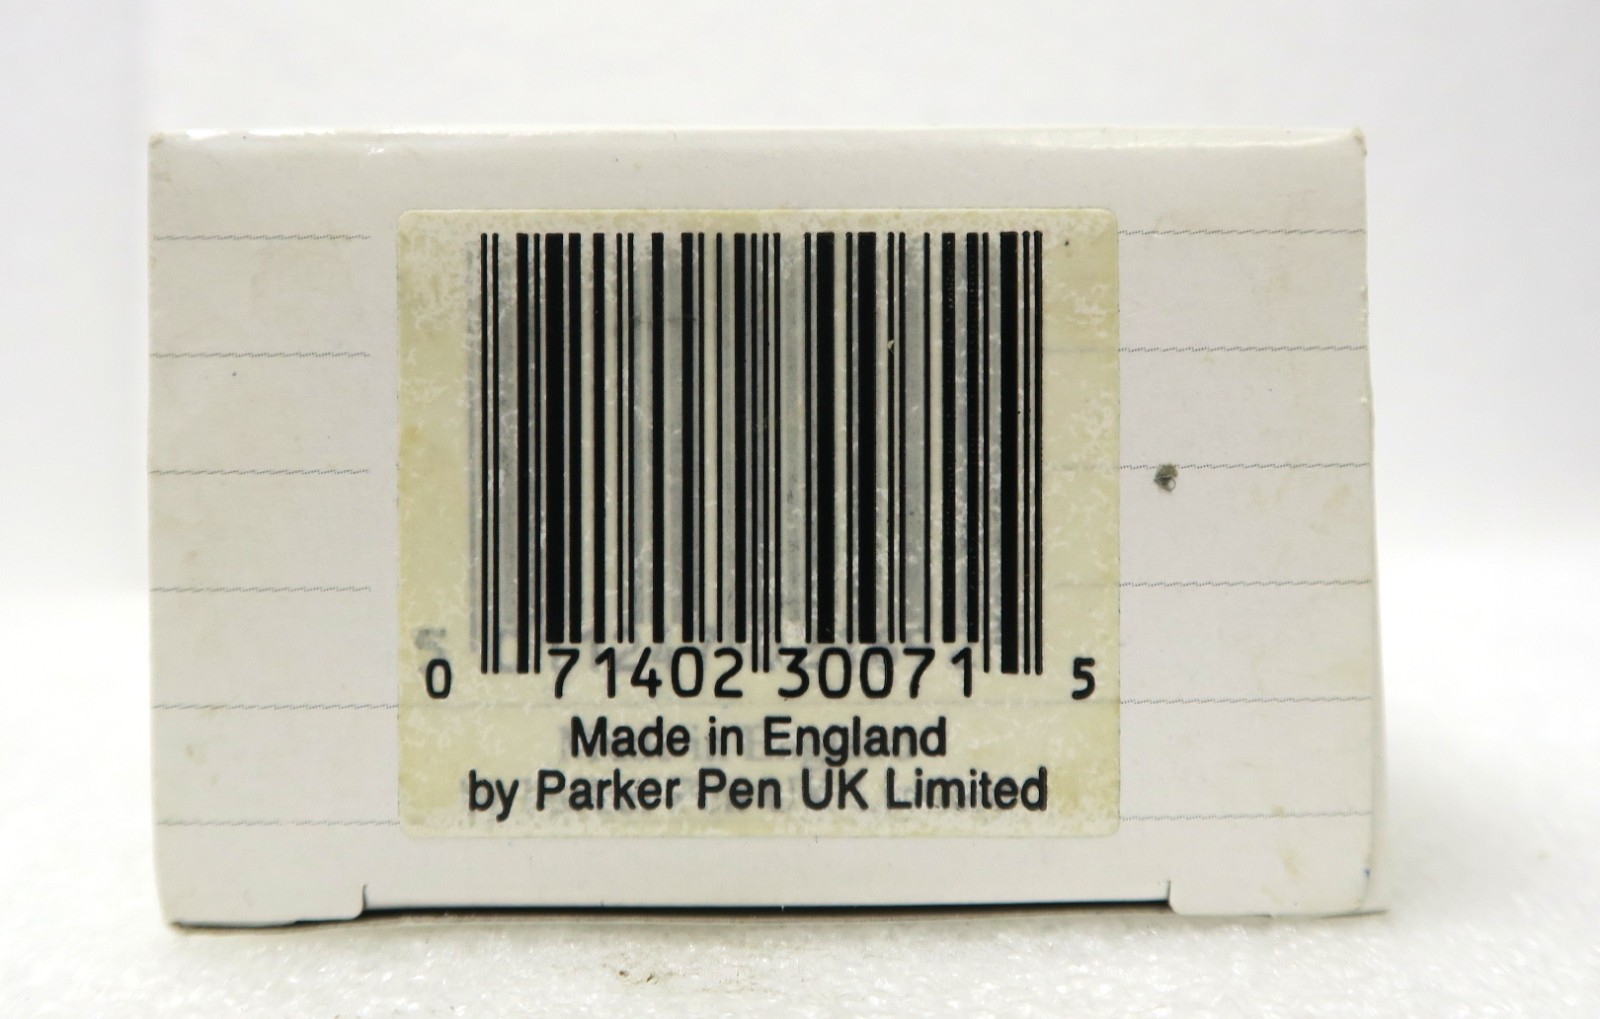 0 71402 30071 5
Made in England
by Parker Pen UK Limited